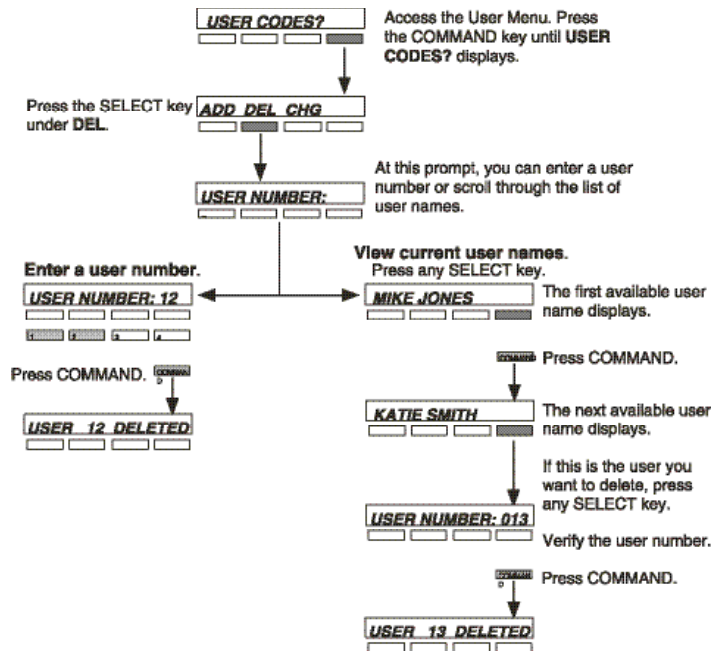 USER CODES?
Access the User Menu. Press
the COMMAND key until USER
CODES? displays.
Press the SELECT key
under DEL.
ADD DEL CHG
At this prompt, you can enter a user
number or scroll through the list of
user names.
USER NUMBER:
Enter a user number.
USER NUMBER: 12
1 2 3 4
Press COMMAND.
USER 12 DELETED
View current user names.
Press any SELECT key.
MIKE JONES
The first available user
name displays.
COMMAND Press COMMAND.
KATIE SMITH
The next available user
name displays.
If this is the user you
want to delete, press
any SELECT key.
USER NUMBER: 013
Verify the user number.
Press COMMAND.
USER 13 DELETED